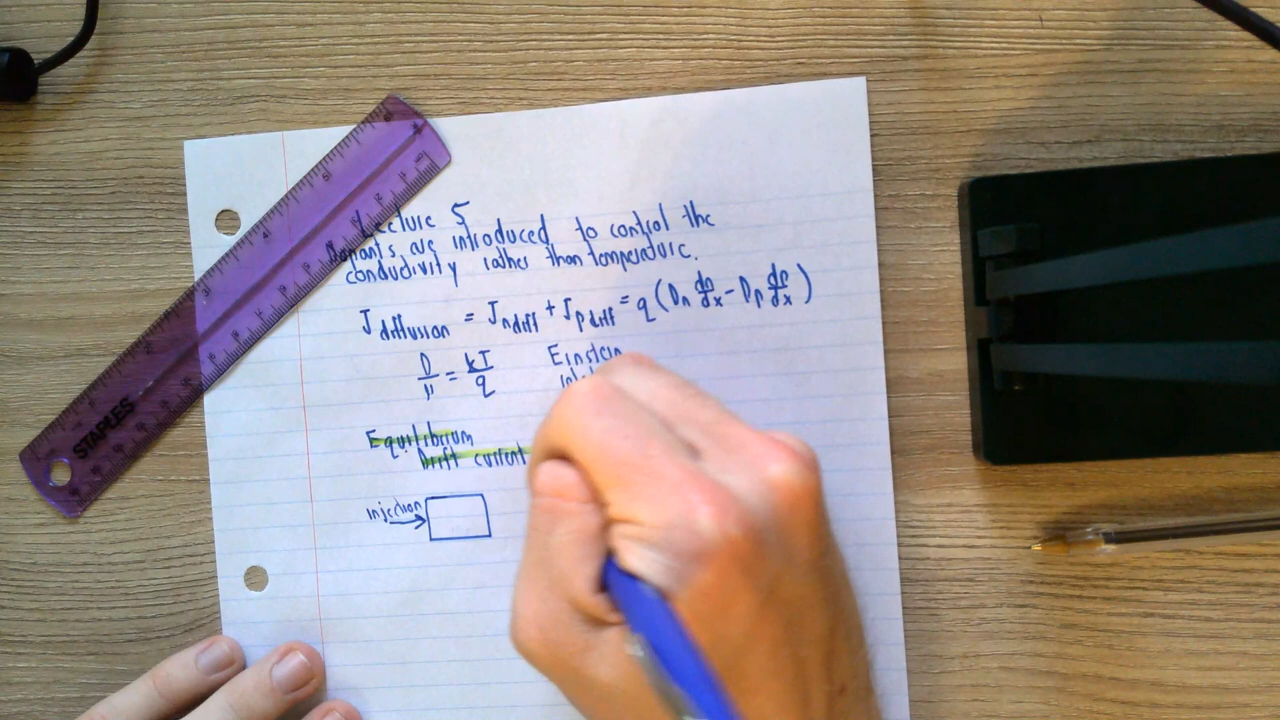 Lecture 5
Dopants are introduced to control the
conductivity rather than temperature.
J diffusion = J n diff + J p diff = q (Dn dn/dx - Dp dp/dx)
D/μ = kT/q
Einstein
Equilibrium
Drift current
injection
STAPLES